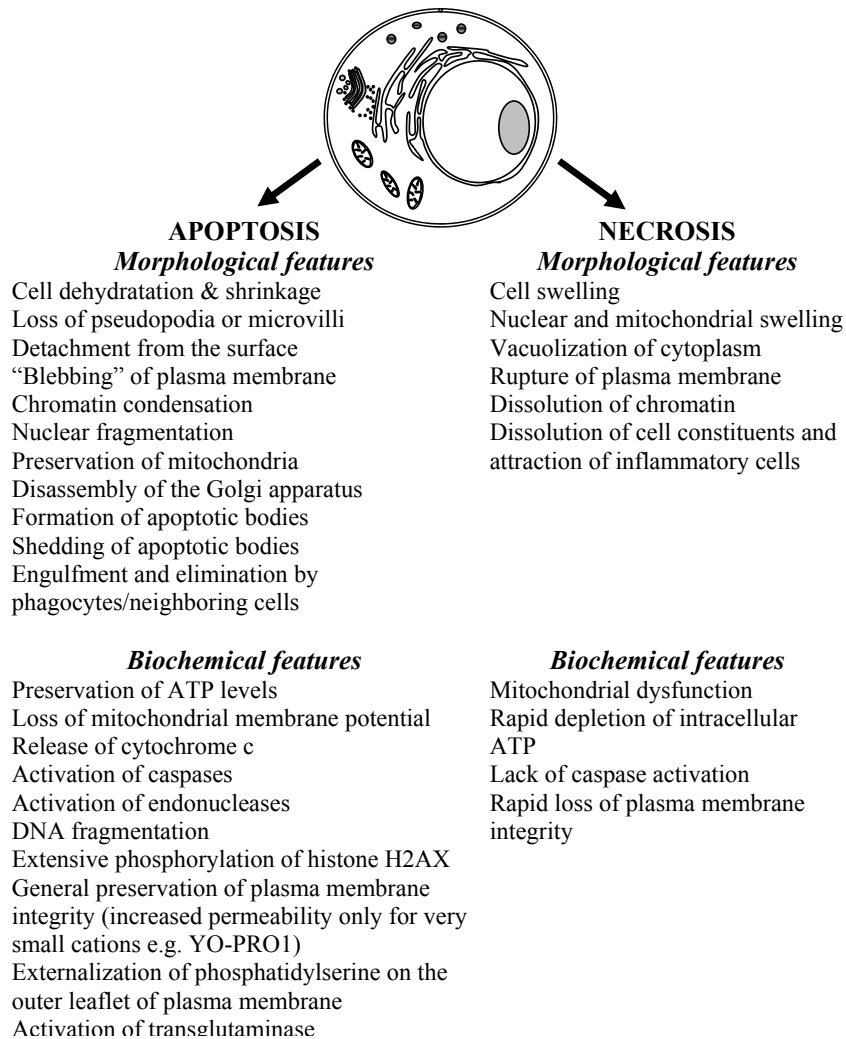 APOPTOSIS
Morphological features
Cell dehydratation & shrinkage
Loss of pseudopodia or microvilli
Detachment from the surface
“Blebbing” of plasma membrane
Chromatin condensation
Nuclear fragmentation
Preservation of mitochondria
Disassembly of the Golgi apparatus
Formation of apoptotic bodies
Shedding of apoptotic bodies
Engulfment and elimination by
phagocytes/neighboring cells
Biochemical features
Preservation of ATP levels
Loss of mitochondrial membrane potential
Release of cytochrome c
Activation of caspases
Activation of endonucleases
DNA fragmentation
Extensive phosphorylation of histone H2AX
General preservation of plasma membrane
integrity (increased permeability only for very
small cations e.g. YO-PRO1)
Externalization of phosphatidylserine on the
outer leaflet of plasma membrane
Activation of transglutaminase
NECROSIS
Morphological features
Cell swelling
Nuclear and mitochondrial swelling
Vacuolization of cytoplasm
Rupture of plasma membrane
Dissolution of chromatin
Dissolution of cell constituents and
attraction of inflammatory cells
Biochemical features
Mitochondrial dysfunction
Rapid depletion of intracellular
ATP
Lack of caspase activation
Rapid loss of plasma membrane
integrity